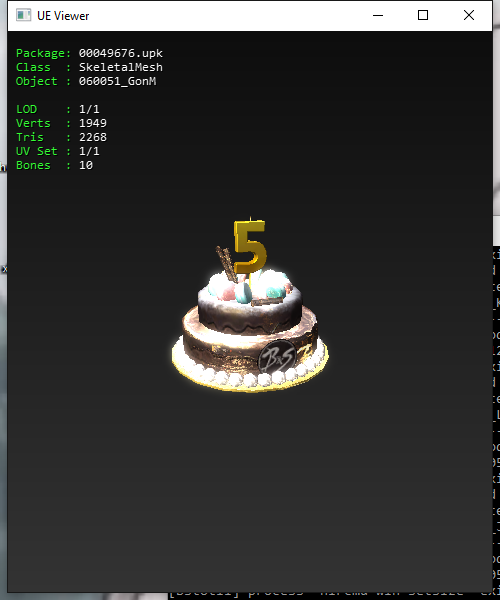 UE Viewer
Package: 00049676.upk
Class : SkeletalMesh
Object : 060051_GonM
LOD : 1/1
Verts : 1949
Tris : 2268
UV Set : 1/1
Bones : 10
5
B&S